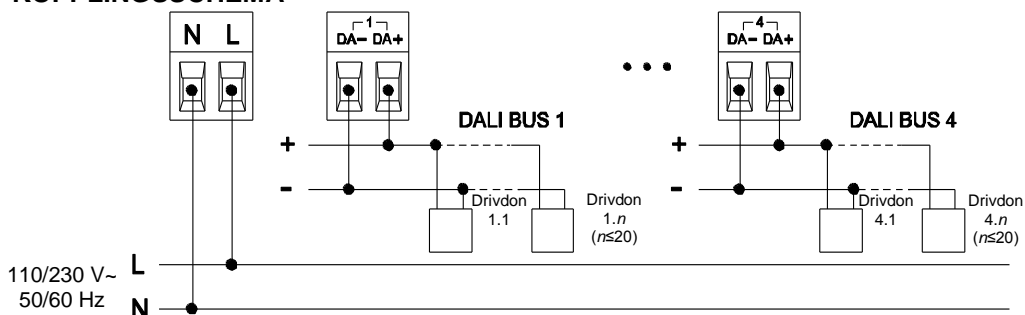 KOPPLINGSSCHEMA
N L
1
DA- DA+
4
DA- DA+
DALI BUS 1
DALI BUS 4
+
+
-
-
Drivdon
1.1
Drivdon
1.n
(n≤20)
Drivdon
4.1
Drivdon
4.n
(n≤20)
110/230 V~
50/60 Hz
L
N